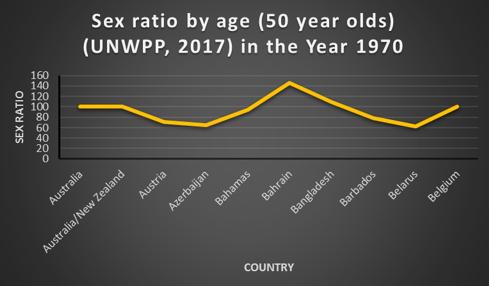 Sex ratio by age (50 year olds)
(UNWPP, 2017) in the Year 1970
SEX RATIO
160
140
120
100
80
60
40
20
0
Australia
Australia/New Zealand
Austria
Azerbaijan
Bahamas
Bahrain
Bangladesh
Barbados
Belarus
Belgium
COUNTRY